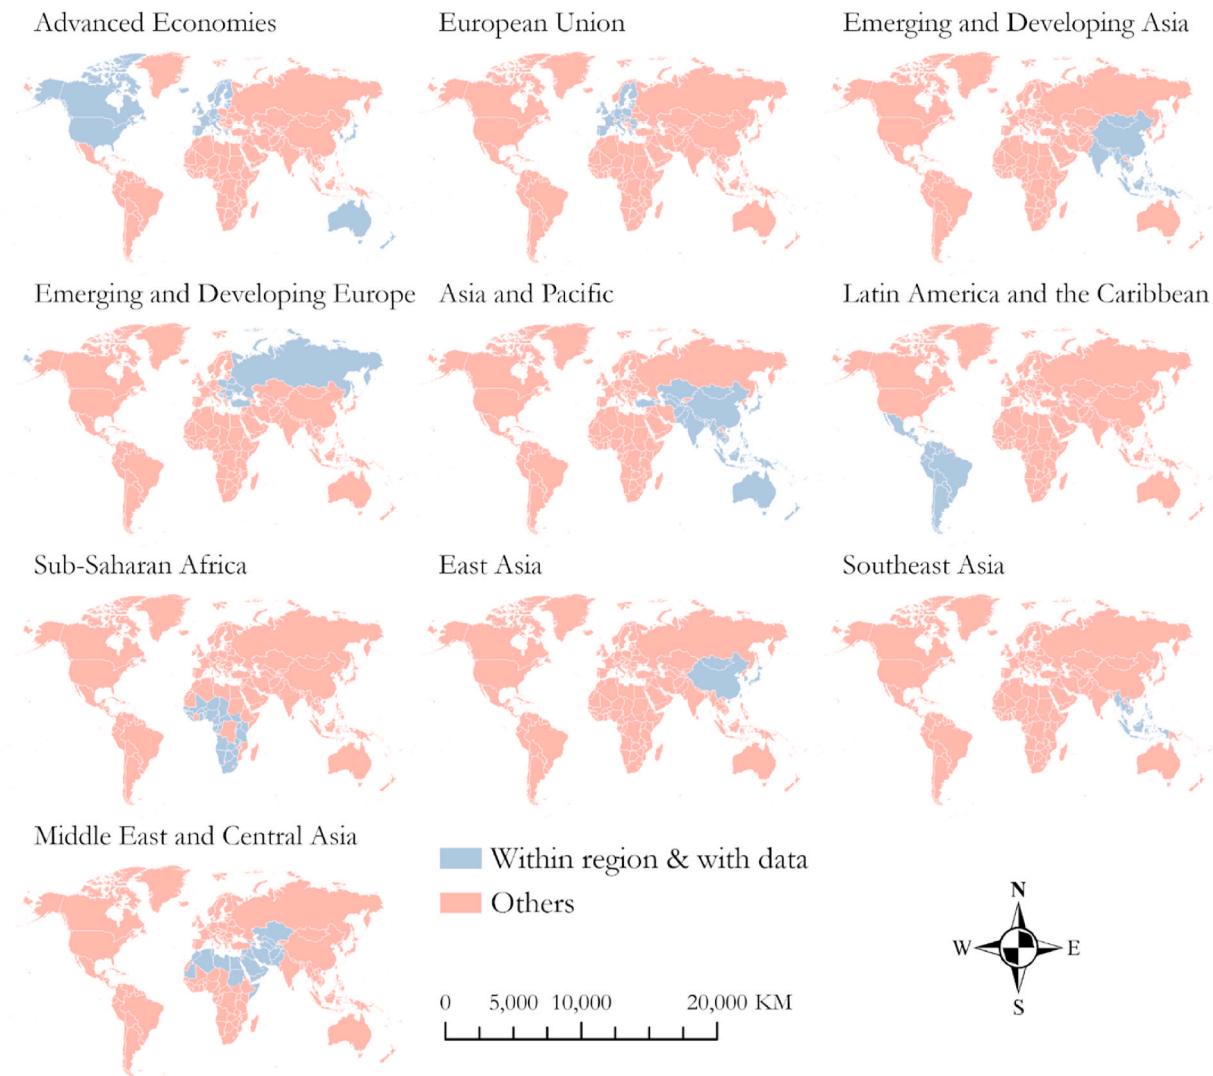 Advanced Economies
European Union
Emerging and Developing Asia
Emerging and Developing Europe
Asia and Pacific
Latin America and the Caribbean
Sub-Saharan Africa
East Asia
Southeast Asia
Middle East and Central Asia
Within region & with data
Others
0 5,000 10,000 20,000 KM
N
W E
S